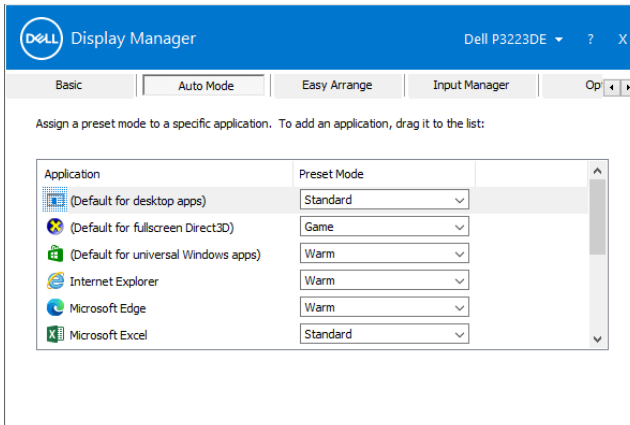 DELL Display Manager Dell P3223DE ? X
Basic Auto Mode Easy Arrange Input Manager
Assign a preset mode to a specific application. To add an application, drag it to the list:
Application Preset Mode
(Default for desktop apps) Standard
(Default for fullscreen Direct3D) Game
(Default for universal Windows apps) Warm
Internet Explorer Warm
Microsoft Edge Warm
Microsoft Excel Standard